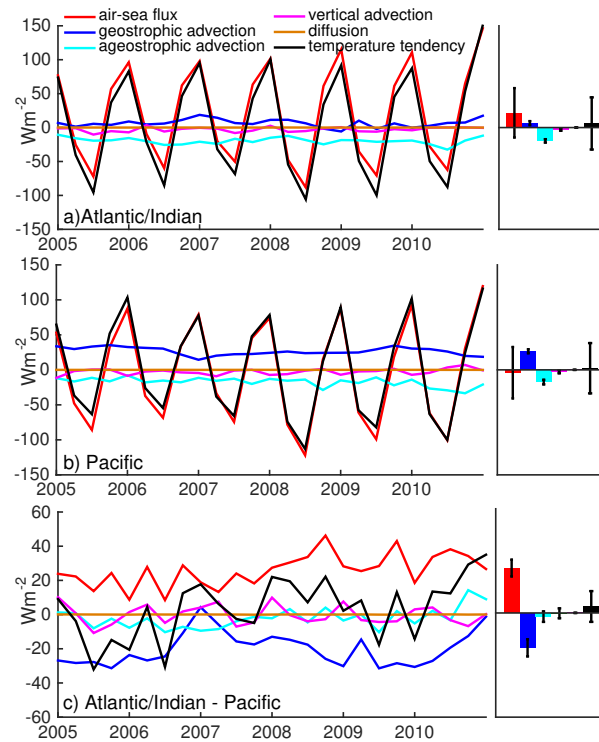 air-sea flux
vertical advection
geostrophic advection
diffusion
ageostrophic advection
temperature tendency
150
100
50
0
-50
-100
-150
Wm-2
a)Atlantic/Indian
2005 2006 2007 2008 2009 2010
150
100
50
0
-50
-100
-150
Wm-2
b) Pacific
2005 2006 2007 2008 2009 2010
60
40
20
0
-20
-40
-60
Wm-2
c) Atlantic/Indian - Pacific
2005 2006 2007 2008 2009 2010